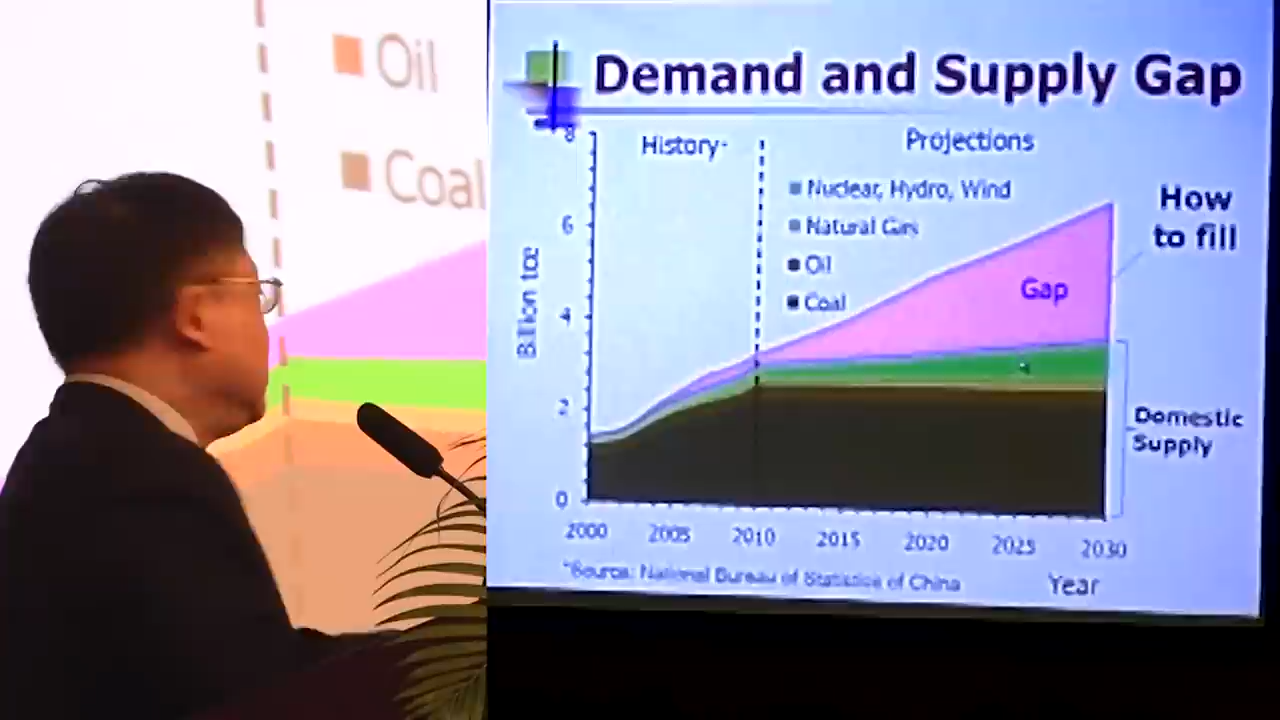 Oil
Coal
Demand and Supply Gap
8
History
Projections
Nuclear, Hydro, Wind
Natural Gas
Oil
Coal
How
to fill
6
Gap
Billion tce
4
2
Domestic
Supply
0
2000 2005 2010 2015 2020 2025 2030
*Source: National Bureau of Statistics of China
Year